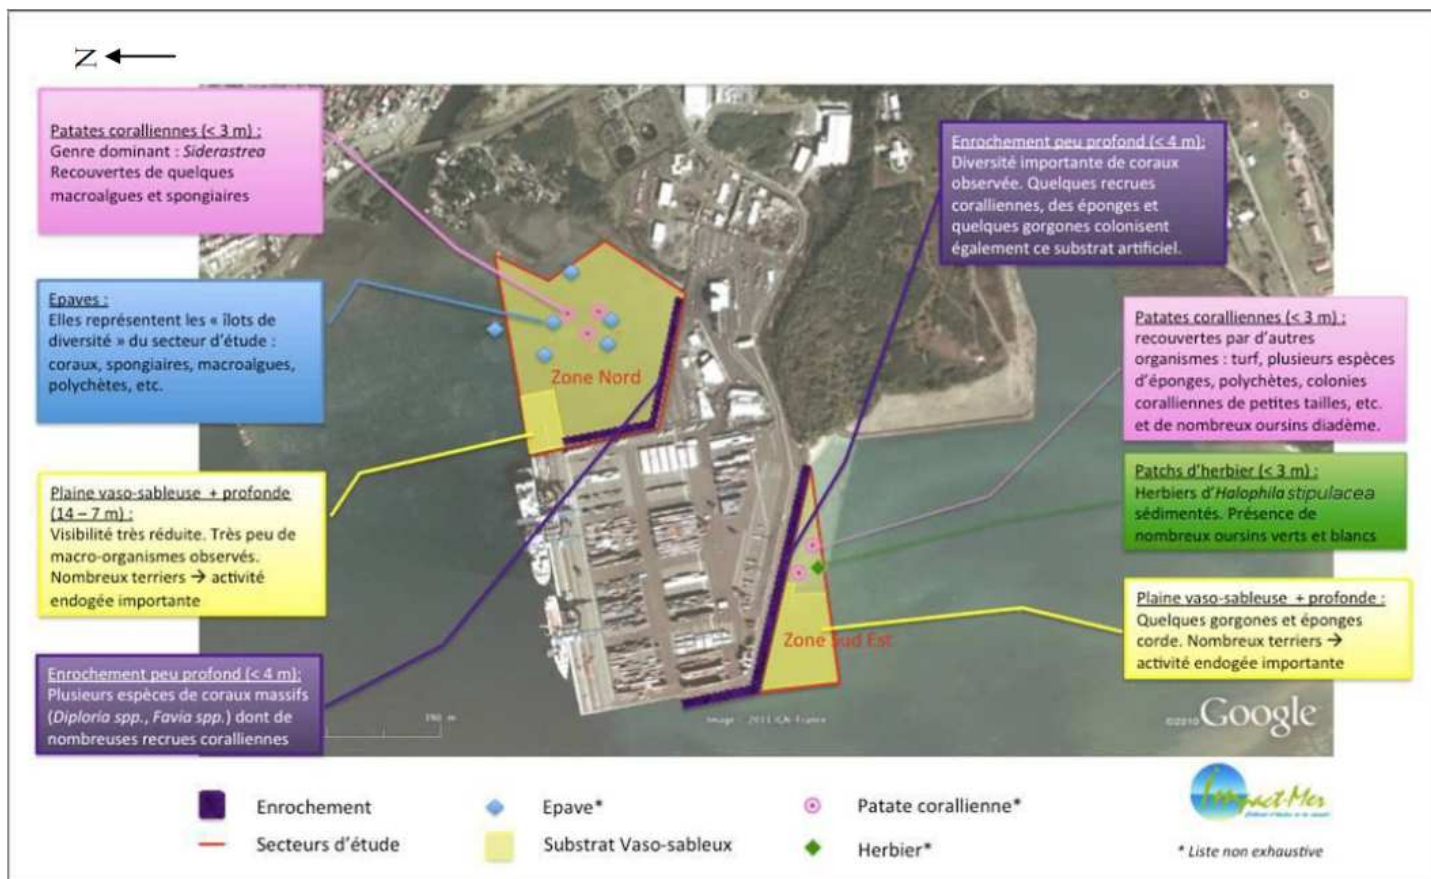 N
Patates coralliennes (< 3 m) :
Genre dominant : Siderastrea
Recouvertes de quelques
macroalgues et spongiaires
Epaves :
Elles représentent les « îlots de
diversité » du secteur d'étude :
coraux, spongiaires, macroalgues,
polychètes, etc.
Plaine vaso-sableuse + profonde
(14 – 7 m) :
Visibilité très réduite. Très peu de
macro-organismes observés.
Nombreux terriers → activité
endogée importante
Enrochement peu profond (< 4 m):
Plusieurs espèces de coraux massifs
(Diploria spp., Favia spp.) dont de
nombreuses recrues coralliennes
Zone Nord
Zone Sud Est
Enrochement peu profond (< 4 m):
Diversité importante de coraux
observée. Quelques recrues
coralliennes, des éponges et
quelques gorgones colonisent
également ce substrat artificiel.
Patates coralliennes (< 3 m) :
recouvertes par d'autres
organismes : turf, plusieurs espèces
d'éponges, polychètes, colonies
coralliennes de petites tailles, etc.
et de nombreux oursins diadème.
Patchs d'herbier (< 3 m) :
Herbiers d'Halophila stipulacea
sédimentés. Présence de
nombreux oursins verts et blancs
Plaine vaso-sableuse + profonde :
Quelques gorgones et éponges
corde. Nombreux terriers →
activité endogée importante
Image : 2011 IGN-France
©2010 Google
Enrochement
Epave*
Patate corallienne*
Secteurs d'étude
Substrat Vaso-sableux
Herbier*
Impact-Mer
* Liste non exhaustive